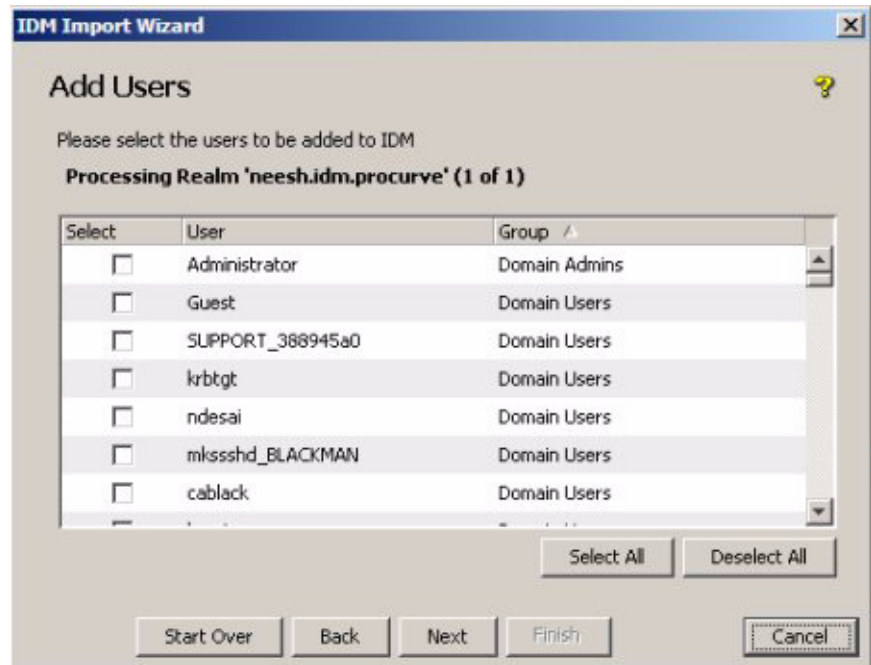 IDM Import Wizard
Add Users
Please select the users to be added to IDM
Processing Realm 'neesh.idm.procurve' (1 of 1)
Select User Group
Administrator Domain Admins
Guest Domain Users
SUPPORT_388945a0 Domain Users
krbtgt Domain Users
ndesai Domain Users
mkssshd_BLACKMAN Domain Users
cablack Domain Users
Select All Deselect All
Start Over Back Next Finish Cancel